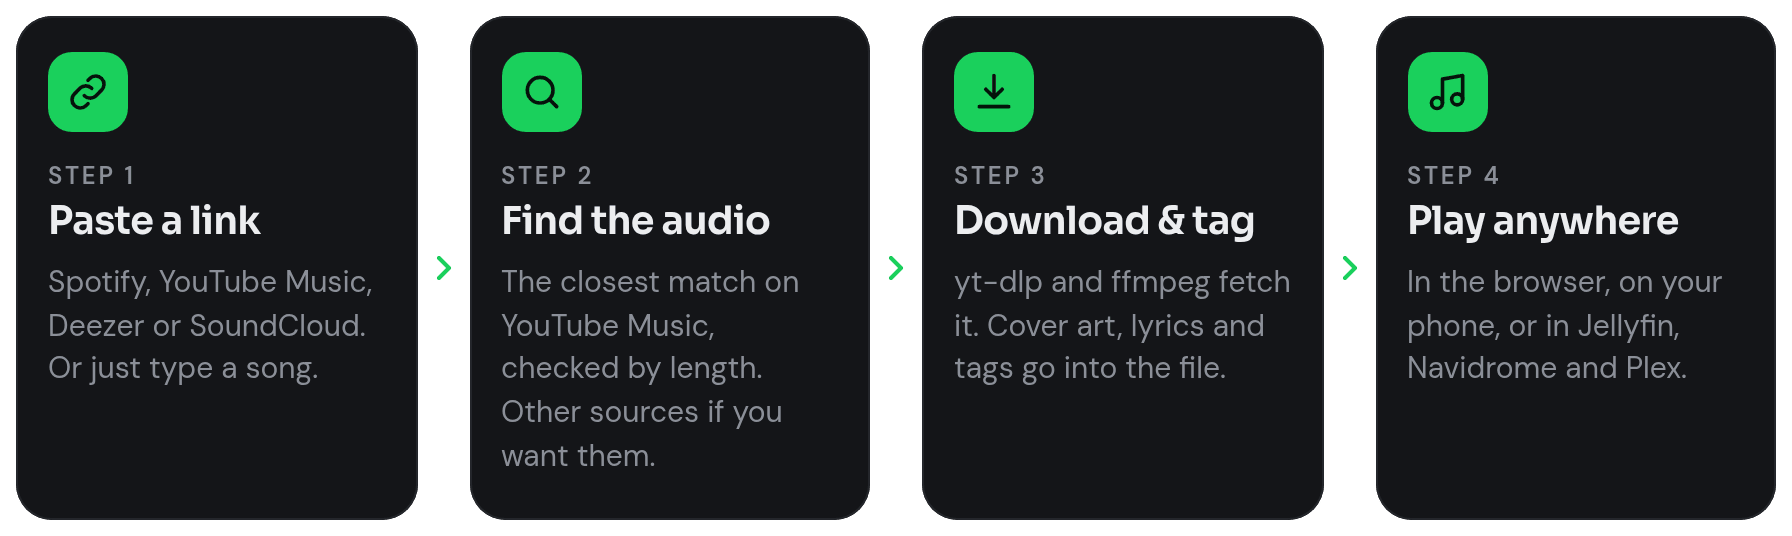 STEP 1
Paste a link
Spotify, YouTube Music,
Deezer or SoundCloud.
Or just type a song.
STEP 2
Find the audio
The closest match on
YouTube Music,
checked by length.
Other sources if you
want them.
STEP 3
Download & tag
yt-dlp and ffmpeg fetch
it. Cover art, lyrics and
tags go into the file.
STEP 4
Play anywhere
In the browser, on your
phone, or in Jellyfin,
Navidrome and Plex.